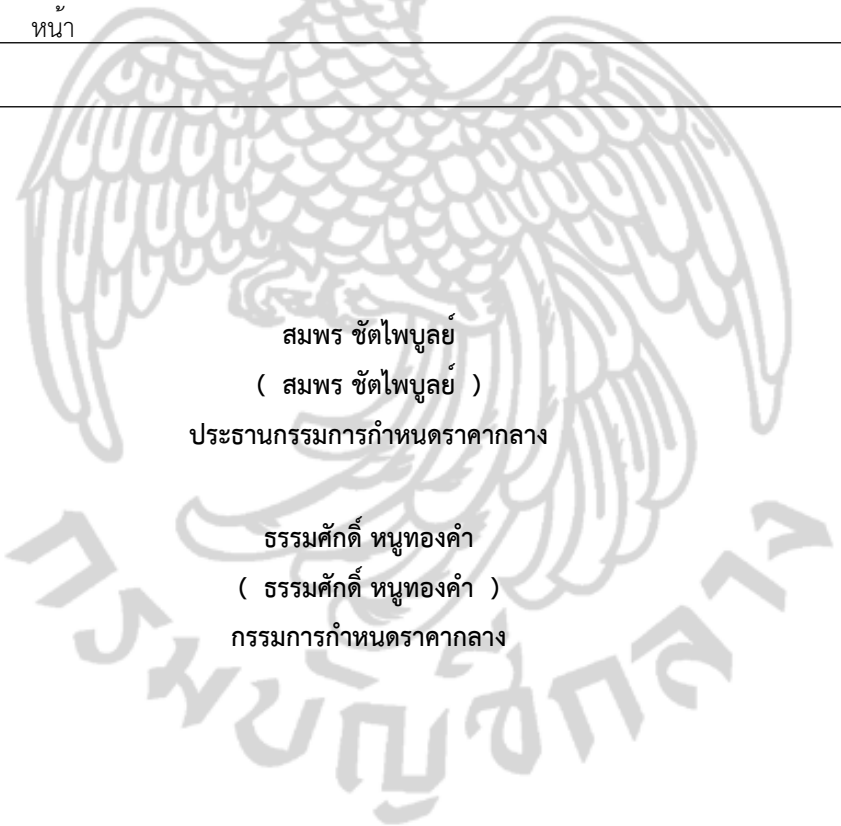 หน้า
สมพร ชัตไพบูลย์
( สมพร ชัตไพบูลย์ )
ประธานกรรมการกำหนดราคากลาง
ธรรมศักดิ์ หนูทองคำ
( ธรรมศักดิ์ หนูทองคำ )
กรรมการกำหนดราคากลาง
กรมบัญชีกลาง